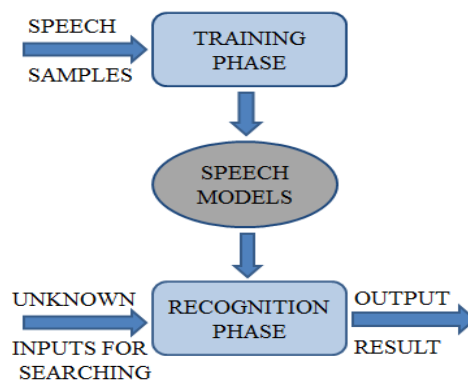 SPEECH
SAMPLES
TRAINING
PHASE
SPEECH
MODELS
UNKNOWN
INPUTS FOR
SEARCHING
RECOGNITION
PHASE
OUTPUT
RESULT